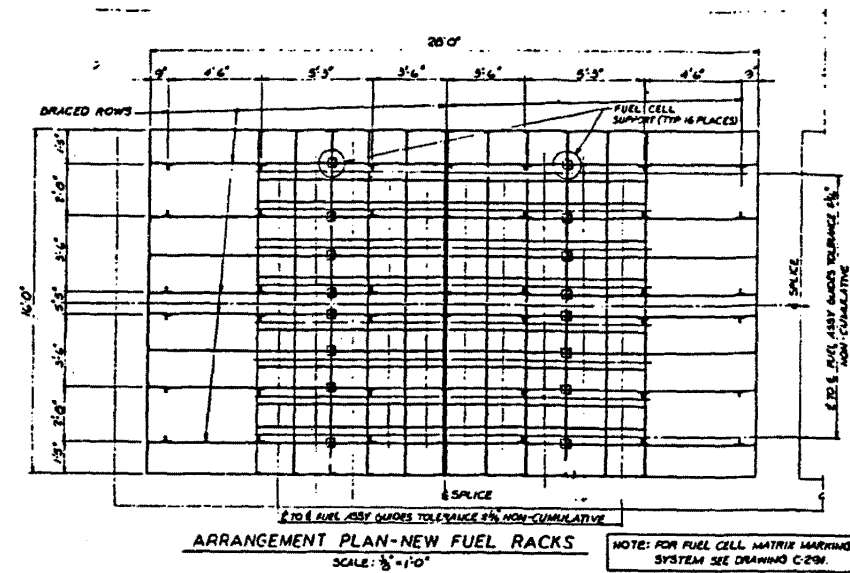 28'0"
9" 4'6" 5'3" 3'6" 3'6" 5'3" 4'6" 9"
BRACED ROWS
FUEL CELL
SUPPORT (TYP 16 PLACES)
1'3"
2'0"
3'6"
5'3"
3'6"
2'0"
1'3"
16'0"
SPLICE
℄ TO ℄ FUEL ASSY GUIDES TOLERANCE
NON-CUMULATIVE
℄ SPLICE
℄ TO ℄ FUEL ASSY GUIDES TOLERANCE NON-CUMULATIVE
ARRANGEMENT PLAN-NEW FUEL RACKS
SCALE: 3/8"=1'0"
NOTE: FOR FUEL CELL MATRIX MARKING
SYSTEM SEE DRAWING